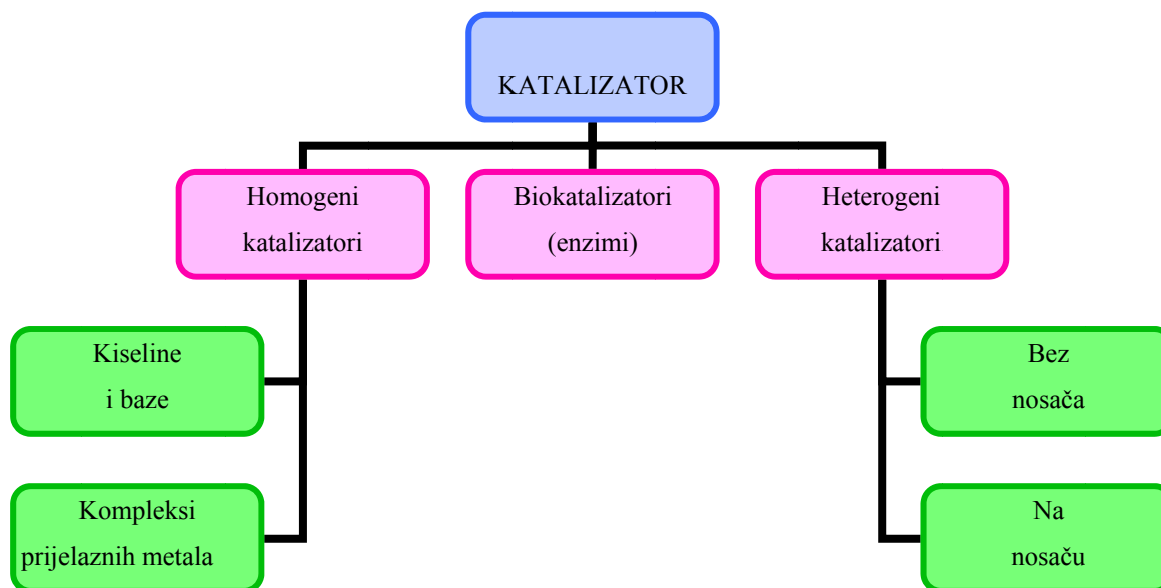 KATALIZATOR
Homogeni
katalizatori
Biokatalizatori
(enzimi)
Heterogeni
katalizatori
Kiseline
i baze
Bez
nosača
Kompleksi
prijelaznih metala
Na
nosaču